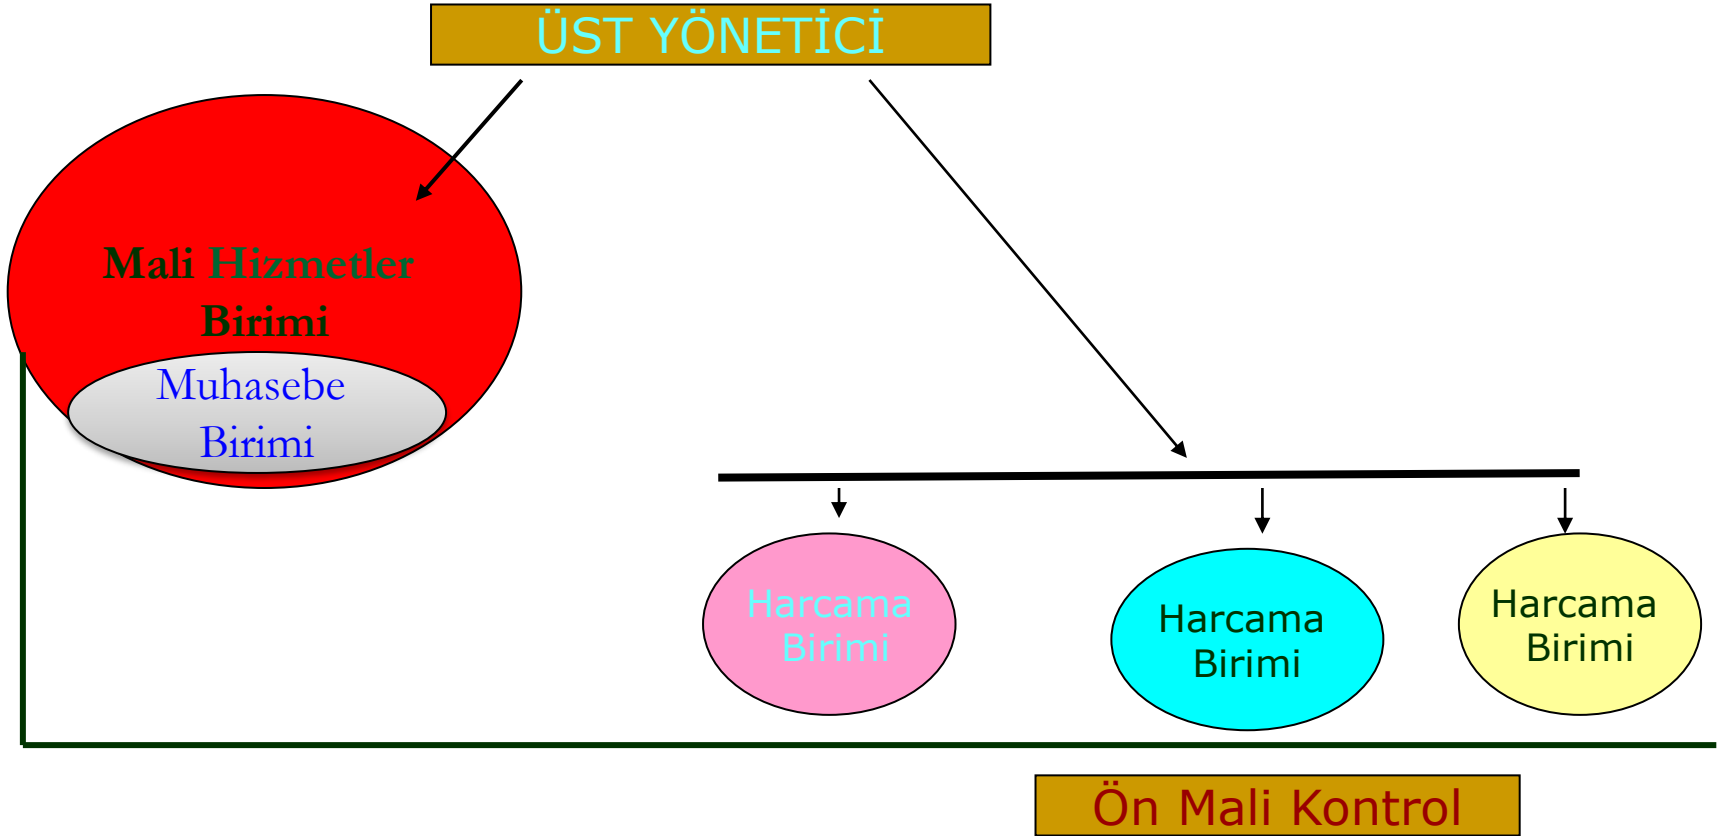 ÜST YÖNETİCİ
Mali Hizmetler
Birimi
Muhasebe
Birimi
Harcama
Birimi
Harcama
Birimi
Harcama
Birimi
Ön Mali Kontrol